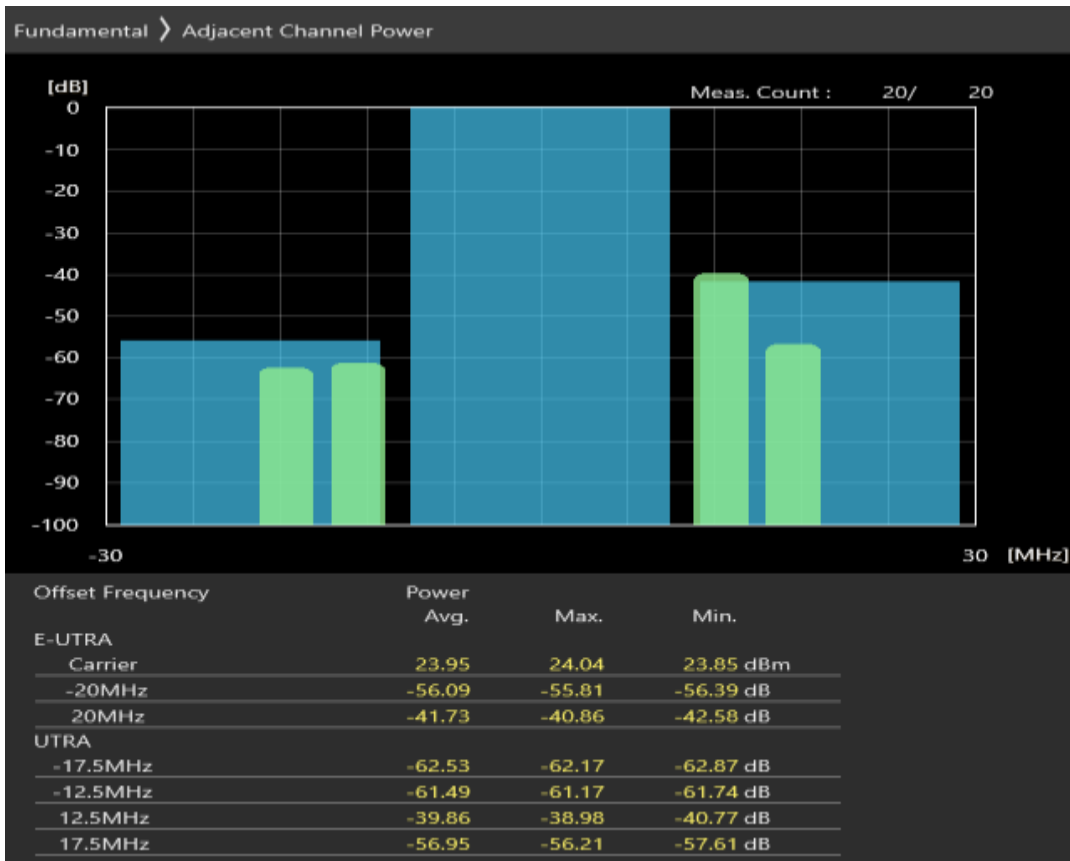 Fundamental 〉 Adjacent Channel Power
[dB]
Meas. Count : 20/ 20
0
-10
-20
-30
-40
-50
-60
-70
-80
-90
-100
-30 30 [MHz]
Offset Frequency Power
Avg. Max. Min.
E-UTRA
Carrier 23.95 24.04 23.85 dBm
-20MHz -56.09 -55.81 -56.39 dB
20MHz -41.73 -40.86 -42.58 dB
UTRA
-17.5MHz -62.53 -62.17 -62.87 dB
-12.5MHz -61.49 -61.17 -61.74 dB
12.5MHz -39.86 -38.98 -40.77 dB
17.5MHz -56.95 -56.21 -57.61 dB